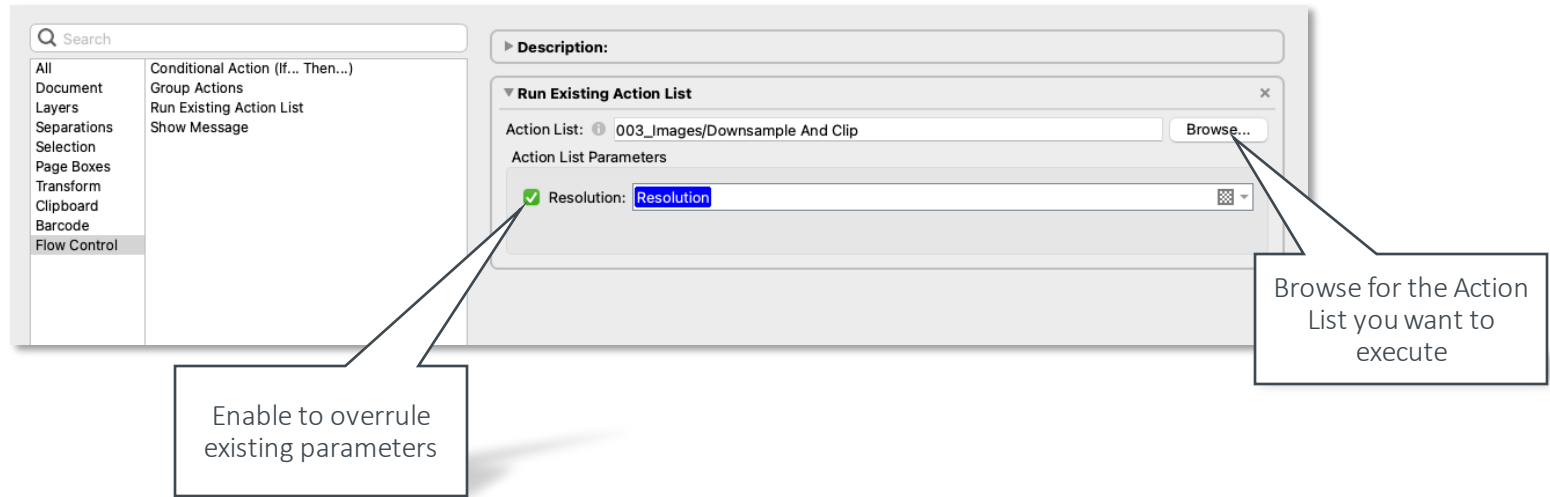 Search
All
Document
Layers
Separations
Selection
Page Boxes
Transform
Clipboard
Barcode
Flow Control
Conditional Action (If... Then...)
Group Actions
Run Existing Action List
Show Message
Description:
Run Existing Action List
Action List: 003_Images/Downsample And Clip Browse...
Action List Parameters
Resolution: Resolution
Enable to overrule
existing parameters
Browse for the Action
List you want to
execute